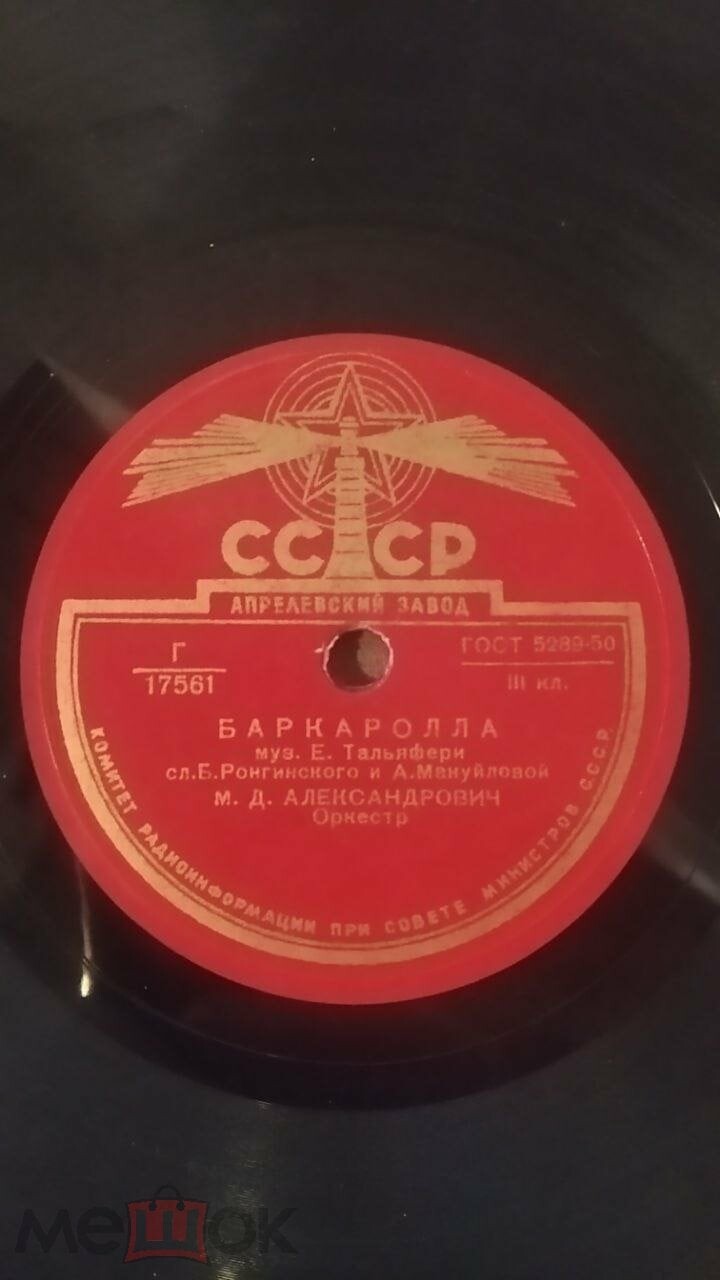 СССР
АПРЕЛЕВСКИЙ ЗАВОД
Г
17561
ГОСТ 5289-50
III кл.
БАРКАРОЛЛА
муз. Е. Тальяфери
сл. Б. Ронгинского и А. Мануйловой
М. Д. АЛЕКСАНДРОВИЧ
Оркестр
КОМИТЕТ РАДИОИНФОРМАЦИИ ПРИ СОВЕТЕ МИНИСТРОВ СССР.
мешок